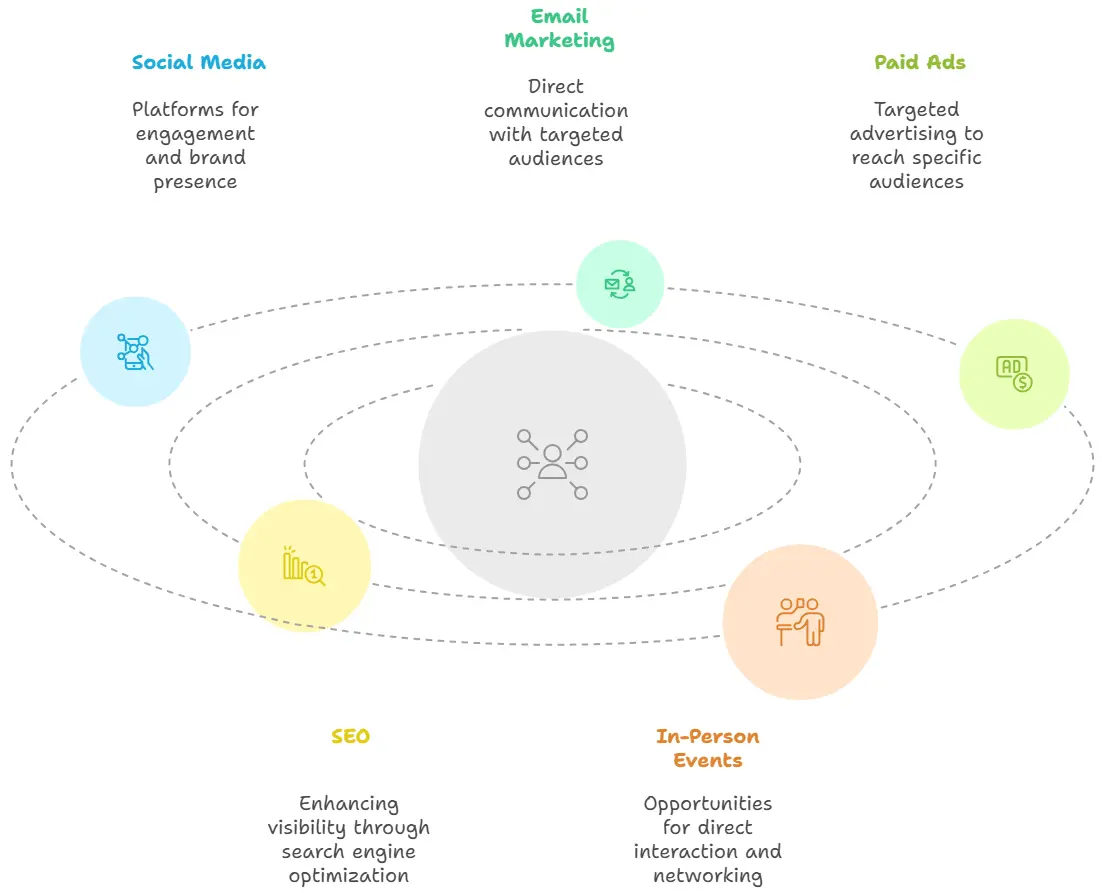 Email
Marketing
Social Media
Paid Ads
Direct
communication
with targeted
audiences
Platforms for
engagement
and brand
presence
Targeted
advertising to
reach specific
audiences
AD
$
1
SEO
In-Person
Events
Enhancing
visibility through
search engine
optimization
Opportunities
for direct
interaction and
networking